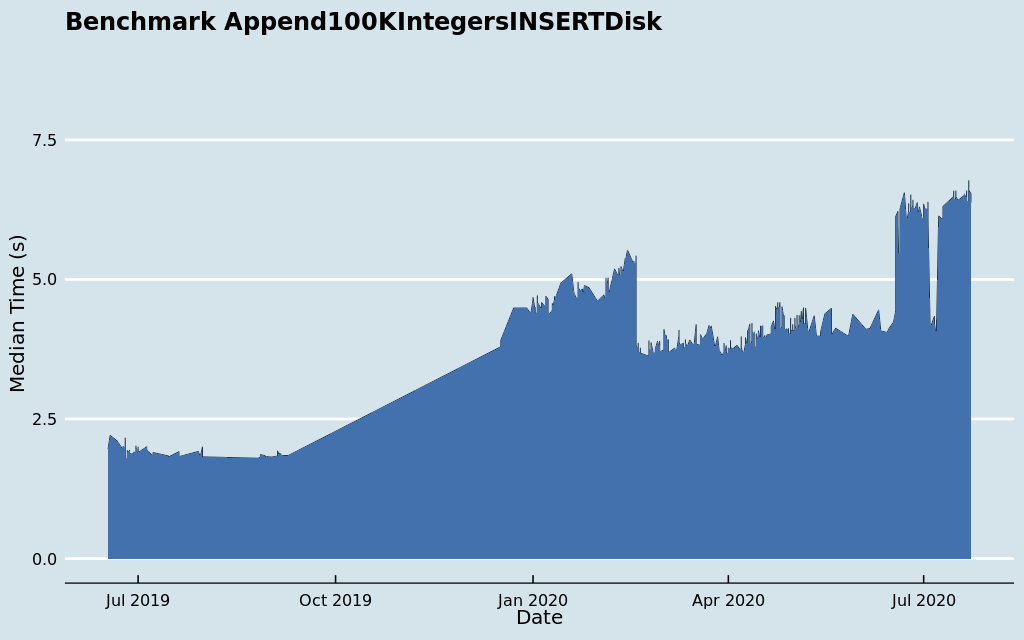 Benchmark Append100KIntegersINSERTDisk
Median Time (s)
7.5
5.0
2.5
0.0
Jul 2019 Oct 2019 Jan 2020 Apr 2020 Jul 2020
Date